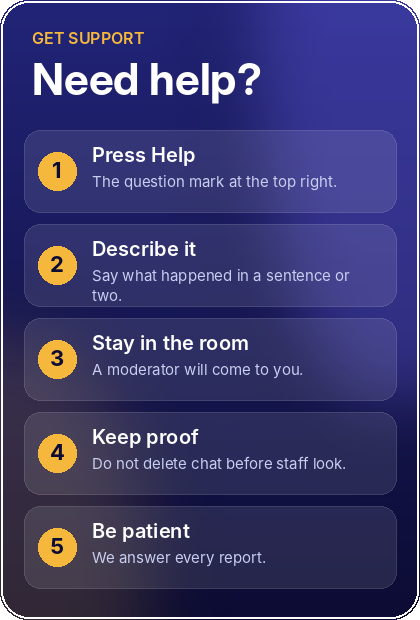 GET SUPPORT
Need help?
1
Press Help
The question mark at the top right.
2
Describe it
Say what happened in a sentence or
two.
3
Stay in the room
A moderator will come to you.
4
Keep proof
Do not delete chat before staff look.
5
Be patient
We answer every report.